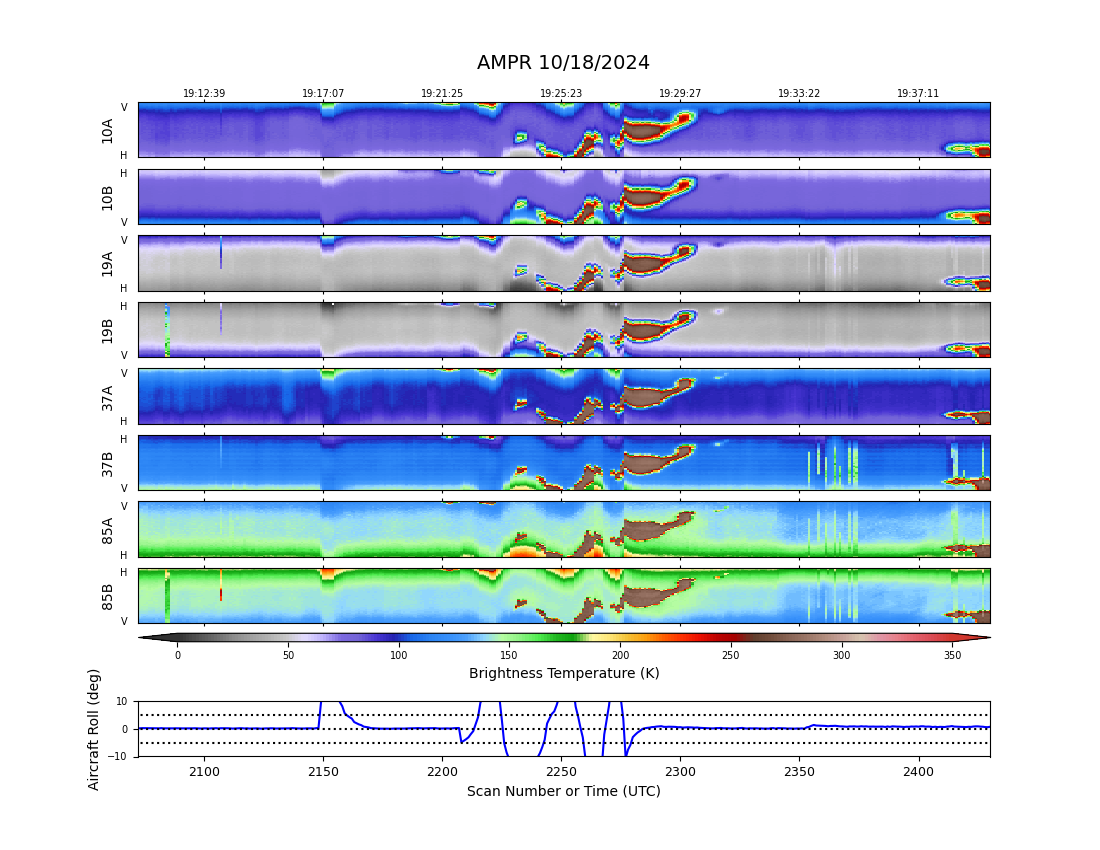 AMPR 10/18/2024
19:12:39 19:17:07 19:21:25 19:25:23 19:29:27 19:33:22 19:37:11
V
10A
H
H
10B
V
V
19A
H
H
19B
V
V
37A
H
H
37B
V
V
85A
H
H
85B
V
0 50 100 150 200 250 300 350
Brightness Temperature (K)
Aircraft Roll (deg)
10
0
−10
2100 2150 2200 2250 2300 2350 2400
Scan Number or Time (UTC)